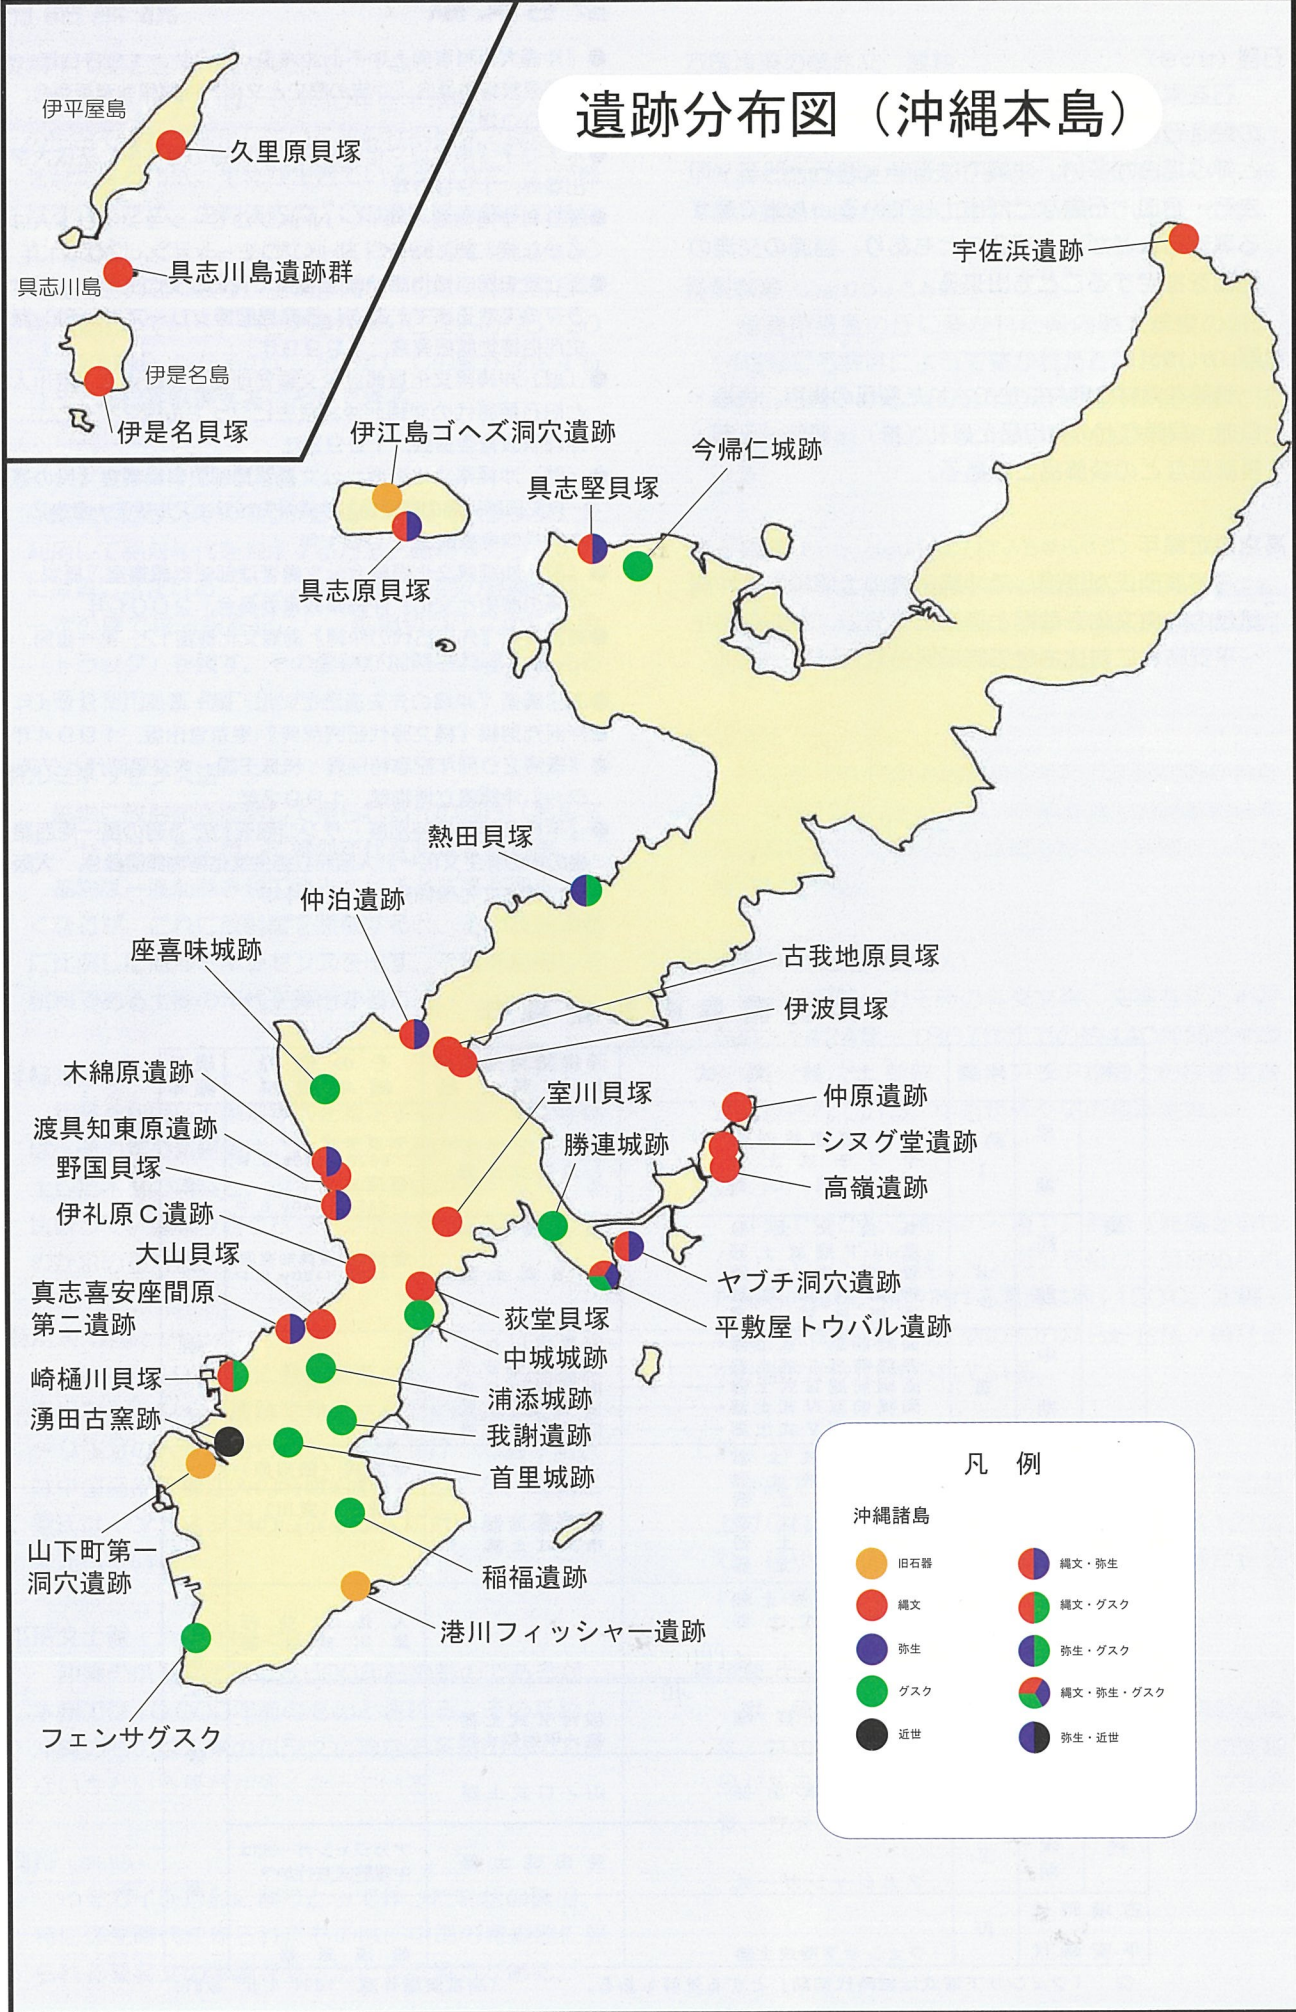 遺跡分布図（沖縄本島）
伊平屋島
久里原貝塚
具志川島遺跡群
具志川島
伊是名島
伊是名貝塚
宇佐浜遺跡
伊江島ゴヘズ洞穴遺跡
具志原貝塚
具志堅貝塚
今帰仁城跡
熱田貝塚
仲泊遺跡
座喜味城跡
古我地原貝塚
伊波貝塚
木綿原遺跡
渡具知東原遺跡
野国貝塚
伊礼原Ｃ遺跡
大山貝塚
真志喜安座間原
第二遺跡
崎樋川貝塚
湧田古窯跡
山下町第一
洞穴遺跡
フェンサグスク
室川貝塚
勝連城跡
仲原遺跡
シヌグ堂遺跡
高嶺遺跡
ヤブチ洞穴遺跡
平敷屋トウバル遺跡
荻堂貝塚
中城城跡
浦添城跡
我謝遺跡
首里城跡
稲福遺跡
港川フィッシャー遺跡
凡 例
沖縄諸島
旧石器
縄文
弥生
グスク
近世
縄文・弥生
縄文・グスク
弥生・グスク
縄文・弥生・グスク
弥生・近世